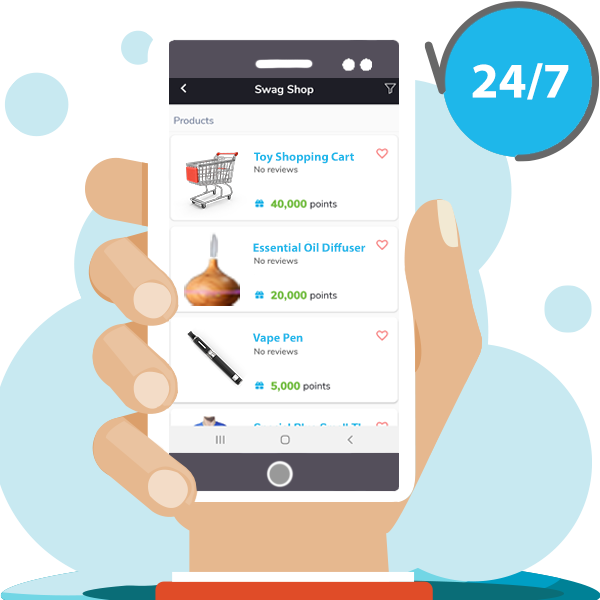 24/7
Swag Shop
Products
Toy Shopping Cart
No reviews
40,000 points
Essential Oil Diffuser
No reviews
20,000 points
Vape Pen
No reviews
5,000 points